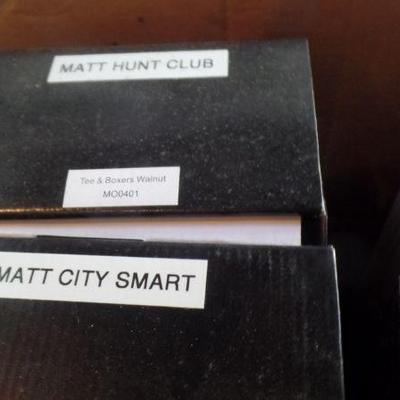 MATT HUNT CLUB
Tee & Boxers Walnut
MO0401
MATT CITY SMART